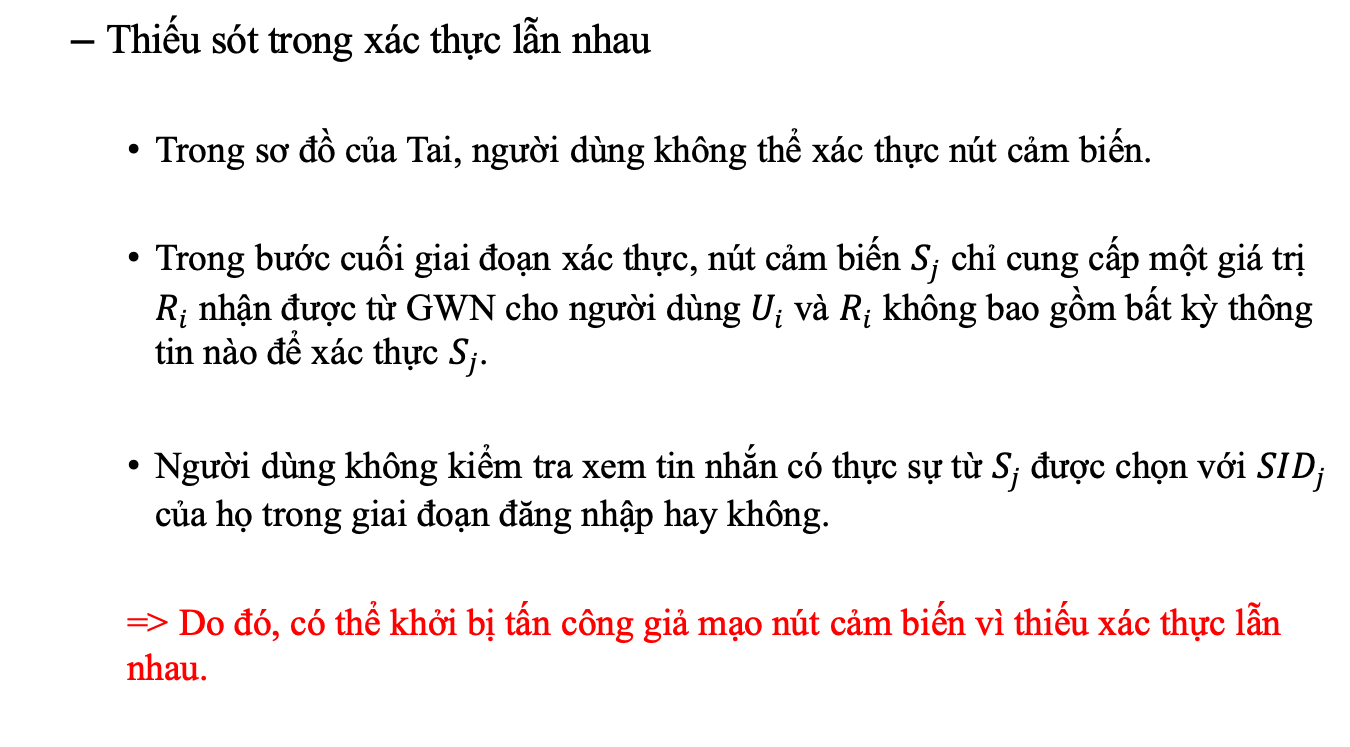 – Thiếu sót trong xác thực lẫn nhau
• Trong sơ đồ của Tai, người dùng không thể xác thực nút cảm biến.
• Trong bước cuối giai đoạn xác thực, nút cảm biến Sⱼ chỉ cung cấp một giá trị
Rᵢ nhận được từ GWN cho người dùng Uᵢ và Rᵢ không bao gồm bất kỳ thông
tin nào để xác thực Sⱼ.
• Người dùng không kiểm tra xem tin nhắn có thực sự từ Sⱼ được chọn với SIDⱼ
của họ trong giai đoạn đăng nhập hay không.
=> Do đó, có thể khởi bị tấn công giả mạo nút cảm biến vì thiếu xác thực lẫn
nhau.